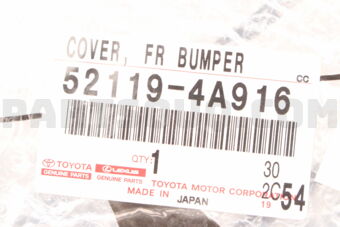 COVER, FR BUMPER
CG
52119-4A916
QTY: 1
30
TOYOTA
GENUINE PARTS
LEXUS
GENUINE PARTS
TOYOTA MOTOR CORPORATION
2C54
MADE IN JAPAN
19